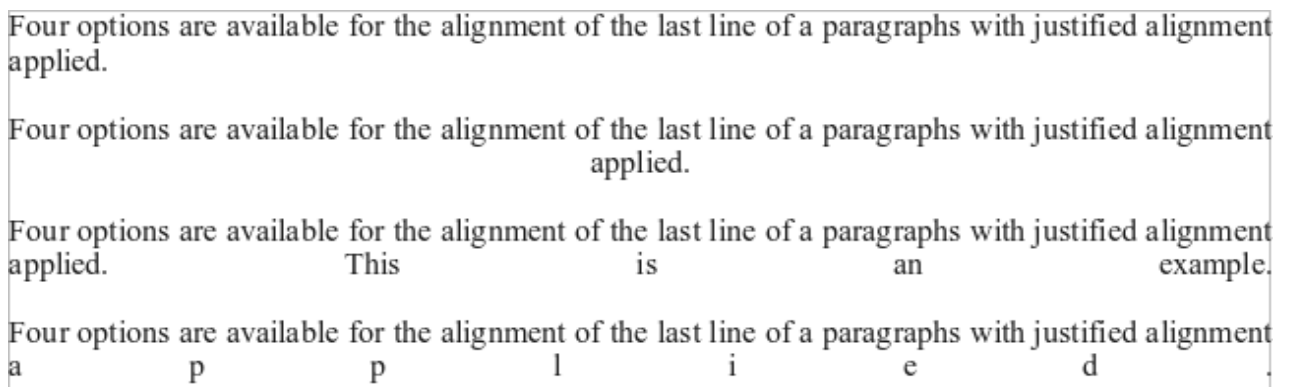 Four options are available for the alignment of the last line of a paragraphs with justified alignment
applied.
Four options are available for the alignment of the last line of a paragraphs with justified alignment
applied.
Four options are available for the alignment of the last line of a paragraphs with justified alignment
applied. This is an example.
Four options are available for the alignment of the last line of a paragraphs with justified alignment
a p p l i e d .